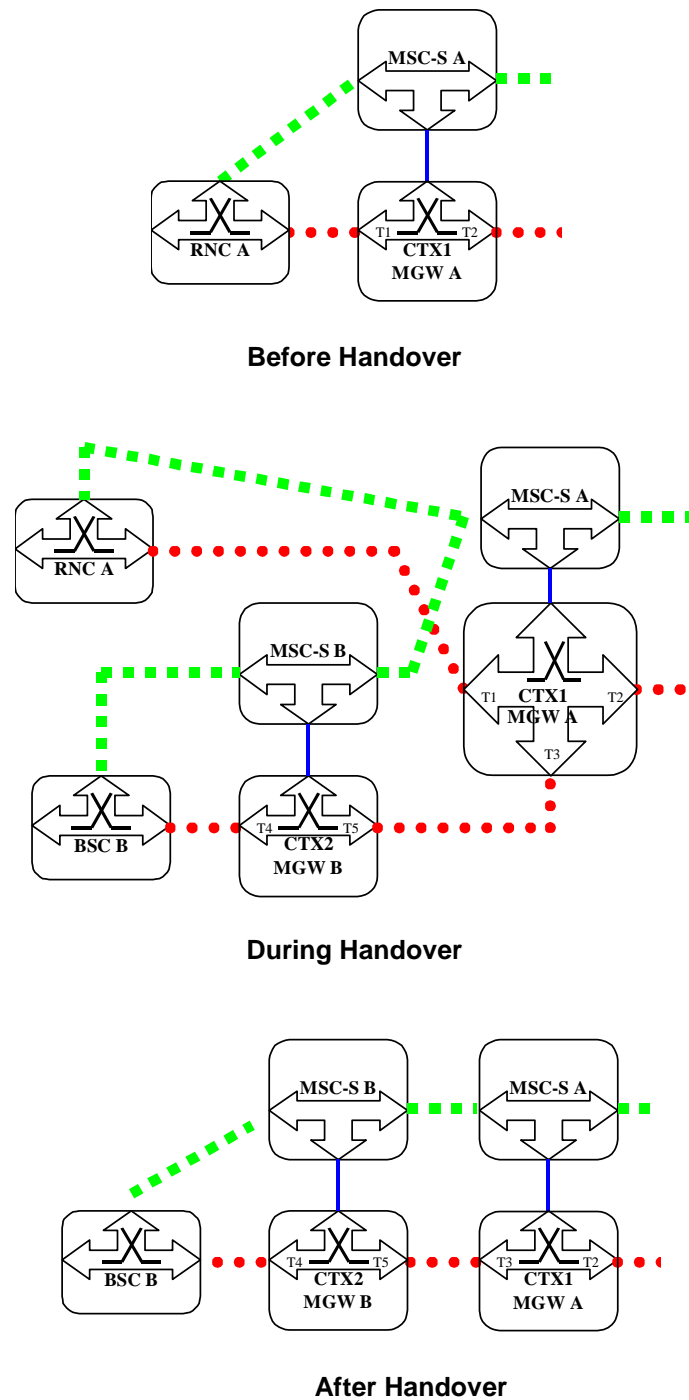 MSC-S A
RNC A
T1
T2
CTX1
MGW A
Before Handover
MSC-S A
RNC A
MSC-S B
T1
CTX1
T2
MGW A
T3
BSC B
T4
T5
CTX2
MGW B
During Handover
MSC-S B
MSC-S A
BSC B
T4
T5
CTX2
MGW B
T3
T2
CTX1
MGW A
After Handover